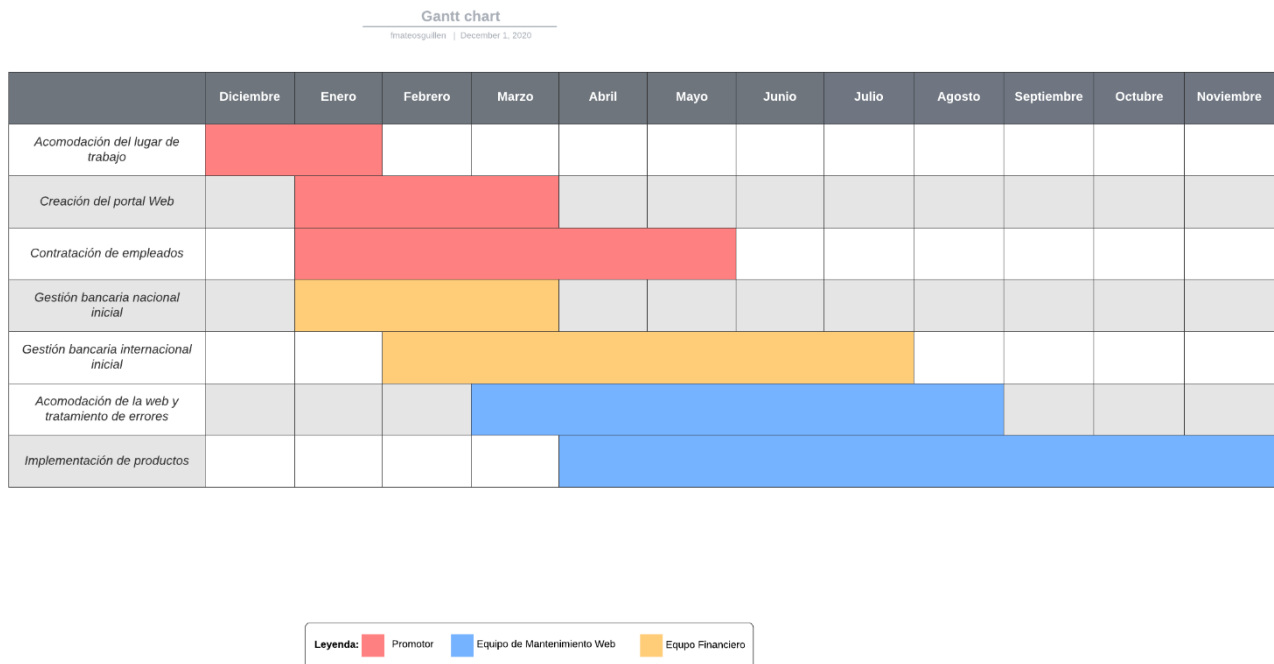 Gantt chart
fmateosguillen | December 1, 2020
Diciembre Enero Febrero Marzo Abril Mayo Junio Julio Agosto Septiembre Octubre Noviembre
Acomodación del lugar de
trabajo
Creación del portal Web
Contratación de empleados
Gestión bancaria nacional
inicial
Gestión bancaria internacional
inicial
Acomodación de la web y
tratamiento de errores
Implementación de productos
Leyenda: Promotor Equipo de Mantenimiento Web Equpo Financiero